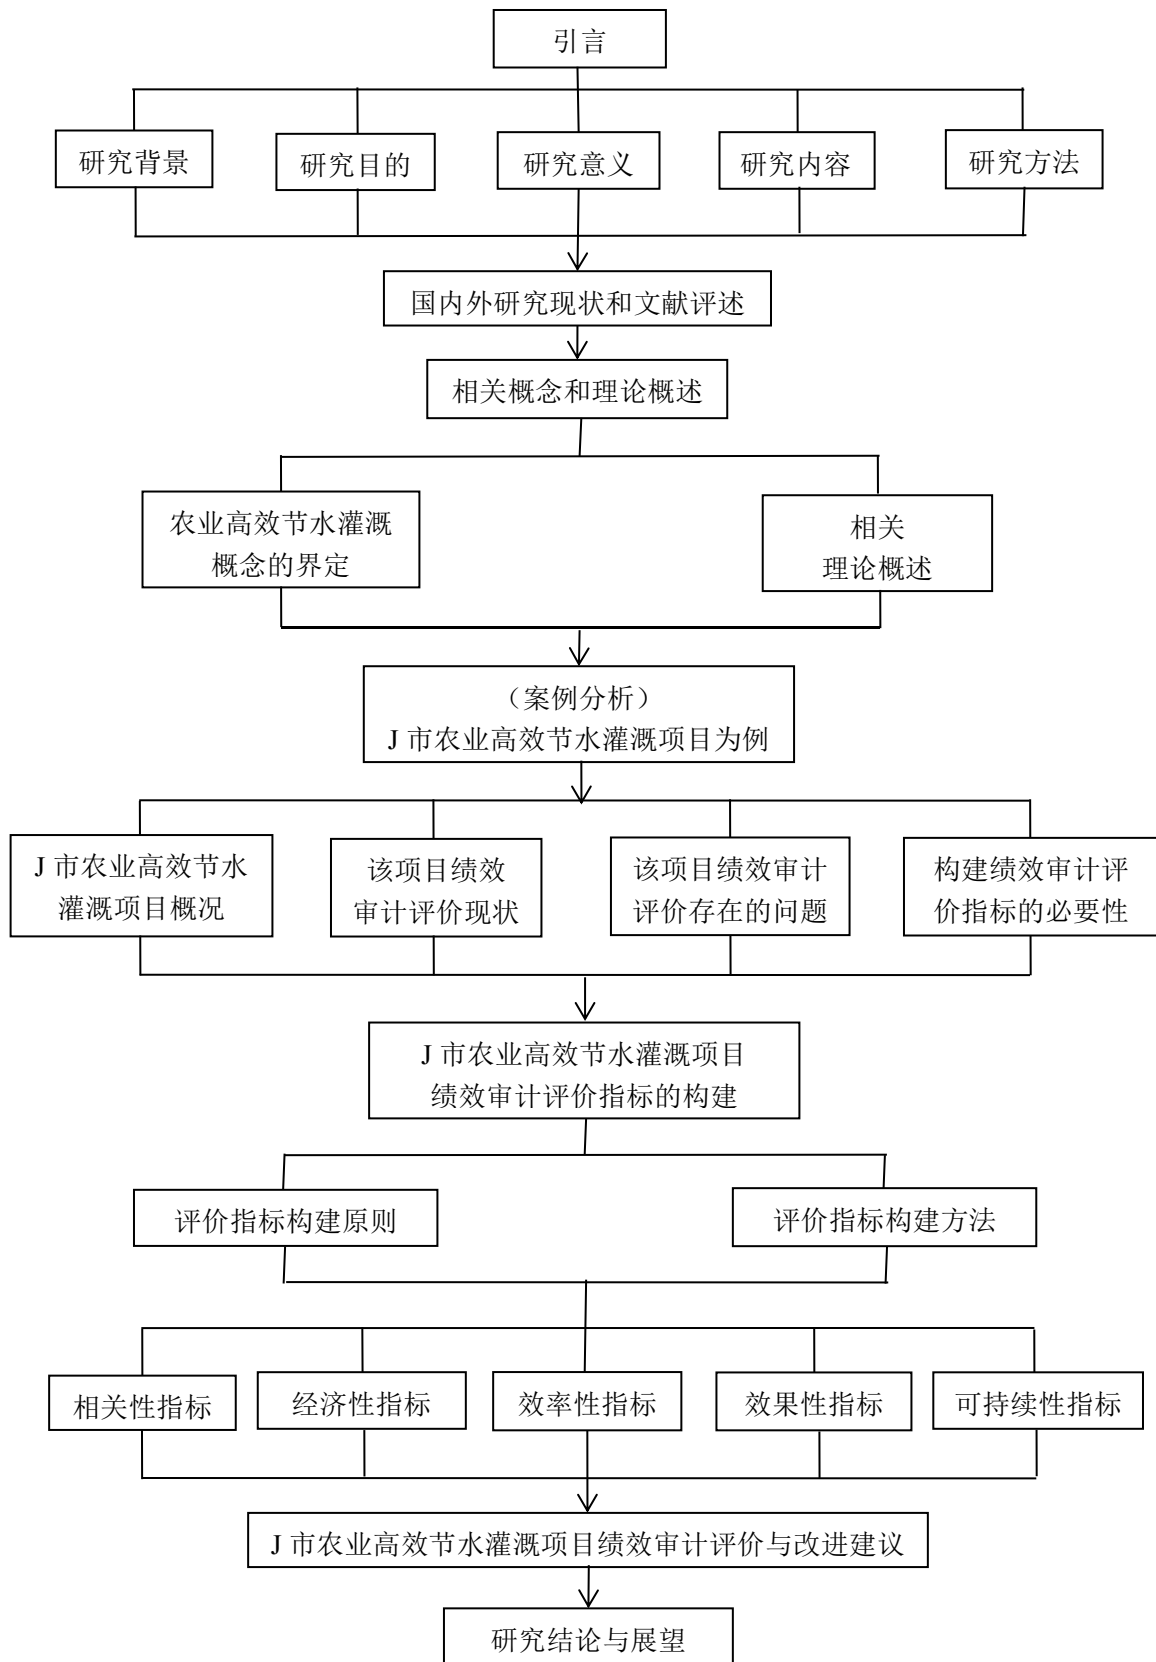 引言
研究背景
研究目的
研究意义
研究内容
研究方法
国内外研究现状和文献评述
相关概念和理论概述
农业高效节水灌溉
概念的界定
相关
理论概述
（案例分析）
J 市农业高效节水灌溉项目为例
J 市农业高效节水
灌溉项目概况
该项目绩效
审计评价现状
该项目绩效审计
评价存在的问题
构建绩效审计评
价指标的必要性
J 市农业高效节水灌溉项目
绩效审计评价指标的构建
评价指标构建原则
评价指标构建方法
相关性指标
经济性指标
效率性指标
效果性指标
可持续性指标
J 市农业高效节水灌溉项目绩效审计评价与改进建议
研究结论与展望